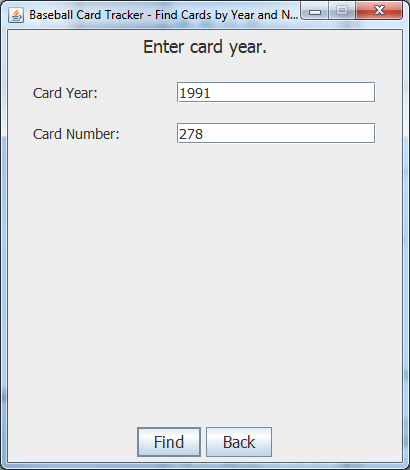 Baseball Card Tracker - Find Cards by Year and N...
Enter card year.
Card Year: 1991
Card Number: 278
Find Back